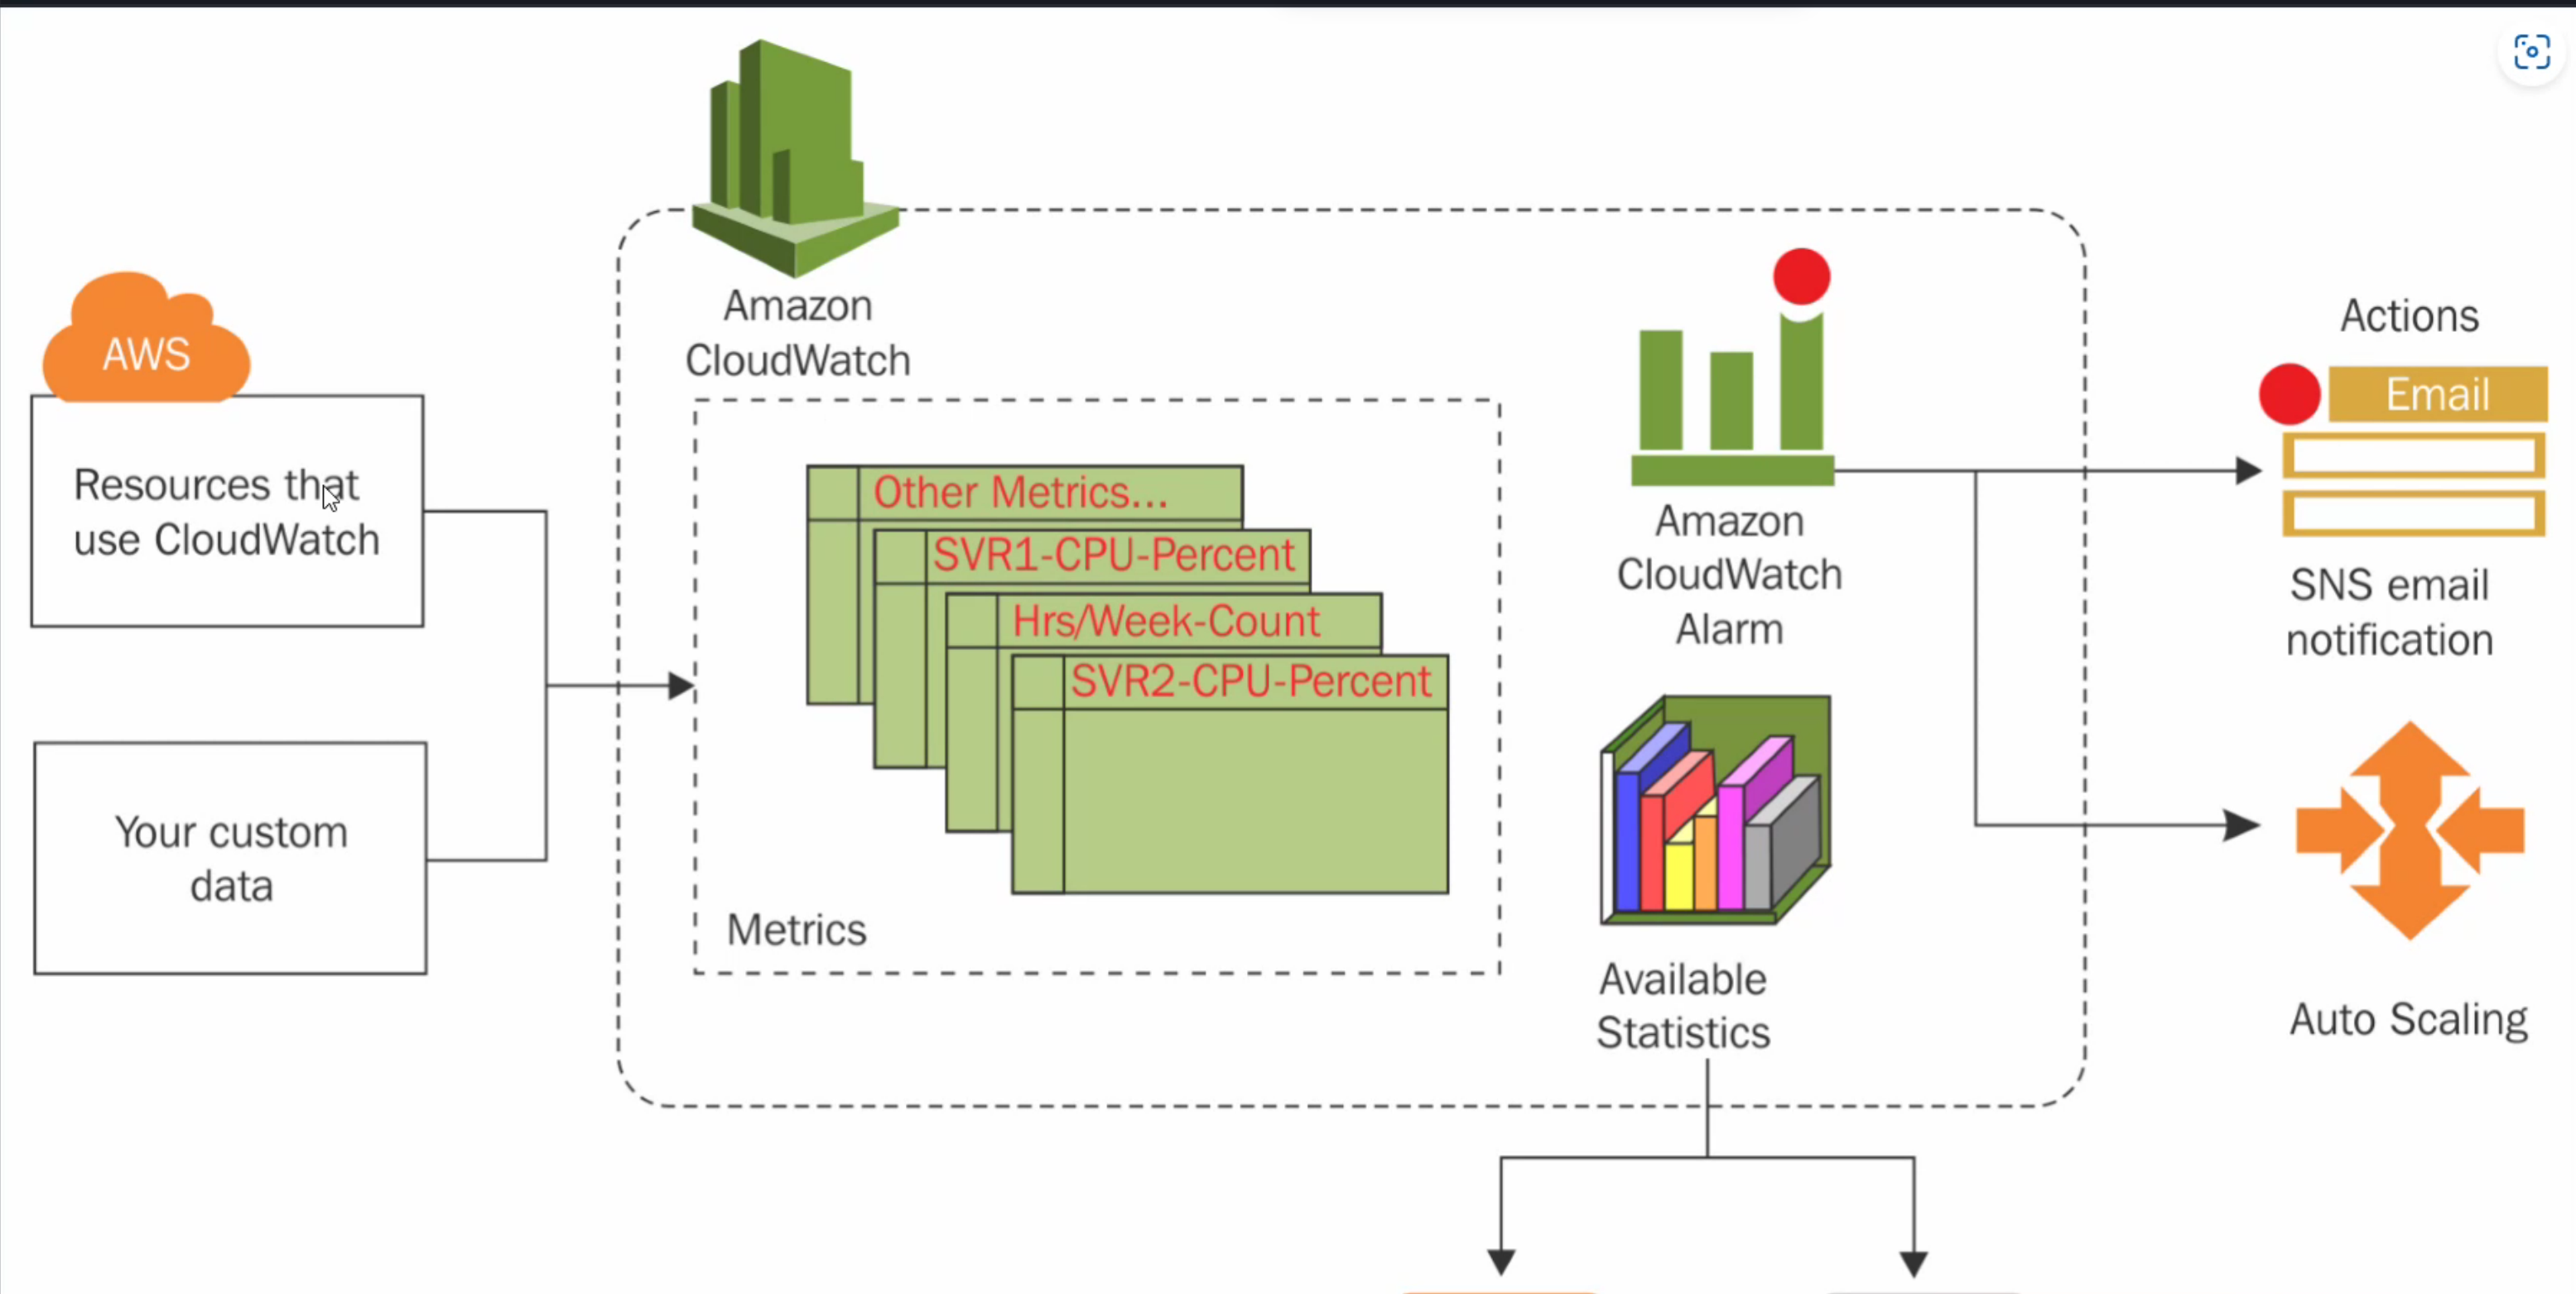 AWS
Resources that
use CloudWatch
Your custom
data
Amazon
CloudWatch
Other Metrics...
SVR1-CPU-Percent
Hrs/Week-Count
SVR2-CPU-Percent
Metrics
Amazon
CloudWatch
Alarm
Available
Statistics
Actions
Email
SNS email
notification
Auto Scaling